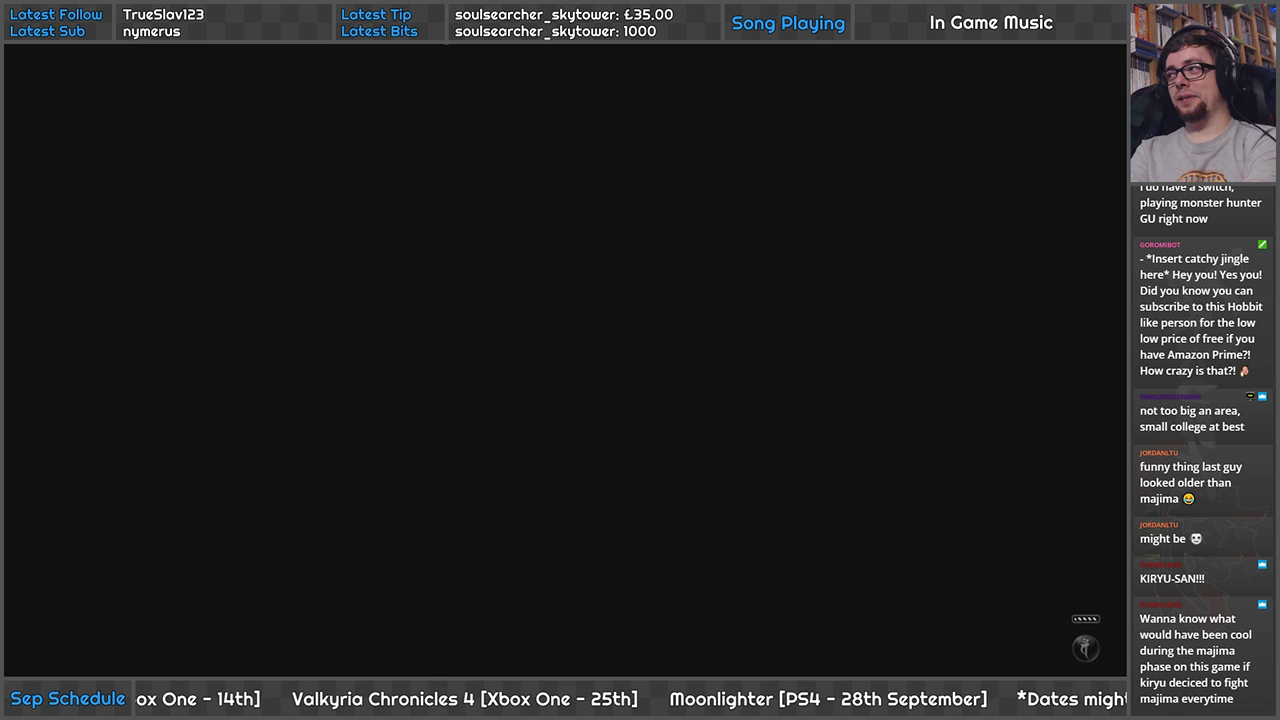 Latest Follow
TrueSlav123
Latest Tip
soulsearcher_skytower: £35.00
Latest Sub
nymerus
Latest Bits
soulsearcher_skytower: 1000
Song Playing
In Game Music
I do have a switch,
playing monster hunter
GU right now
GOROMIBOT
- *Insert catchy jingle
here* Hey you! Yes you!
Did you know you can
subscribe to this Hobbit
like person for the low
low price of free if you
have Amazon Prime?!
How crazy is that?!
not too big an area,
small college at best
JORDANLTU
funny thing last guy
looked older than
majima
JORDANLTU
might be
KIRYU-SAN!!!
Wanna know what
would have been cool
during the majima
phase on this game if
kiryu deciced to fight
majima everytime
Sep Schedule
ox One - 14th]
Valkyria Chronicles 4 [Xbox One - 25th]
Moonlighter [PS4 - 28th September]
*Dates migh